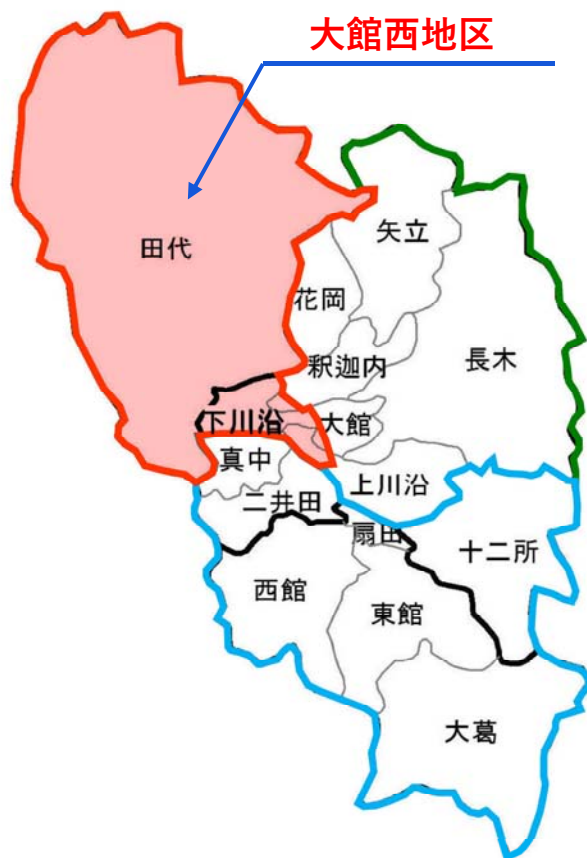 大館西地区
矢立
田代
花岡
長木
釈迦内
下川沿
大館
真中
上川沿
二井田
扇田
十二所
西館
東館
大葛